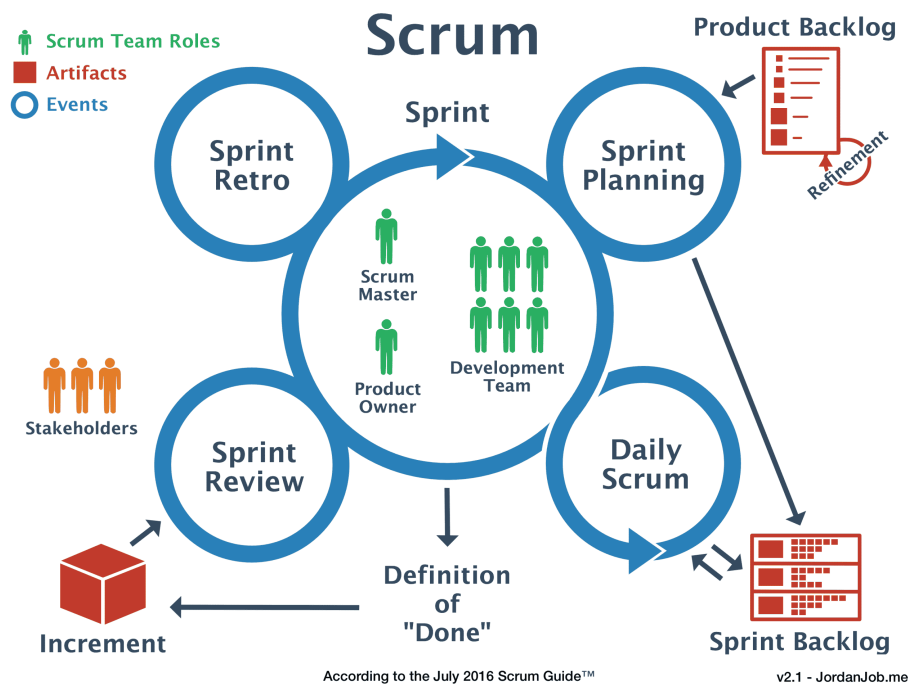 Scrum
Scrum Team Roles
Artifacts
Events
Product Backlog
Refinement
Sprint
Sprint
Retro
Sprint
Planning
Scrum
Master
Product
Owner
Development
Team
Stakeholders
Sprint
Review
Daily
Scrum
Definition
of
"Done"
Increment
Sprint Backlog
According to the July 2016 Scrum Guide™
v2.1 - JordanJob.me